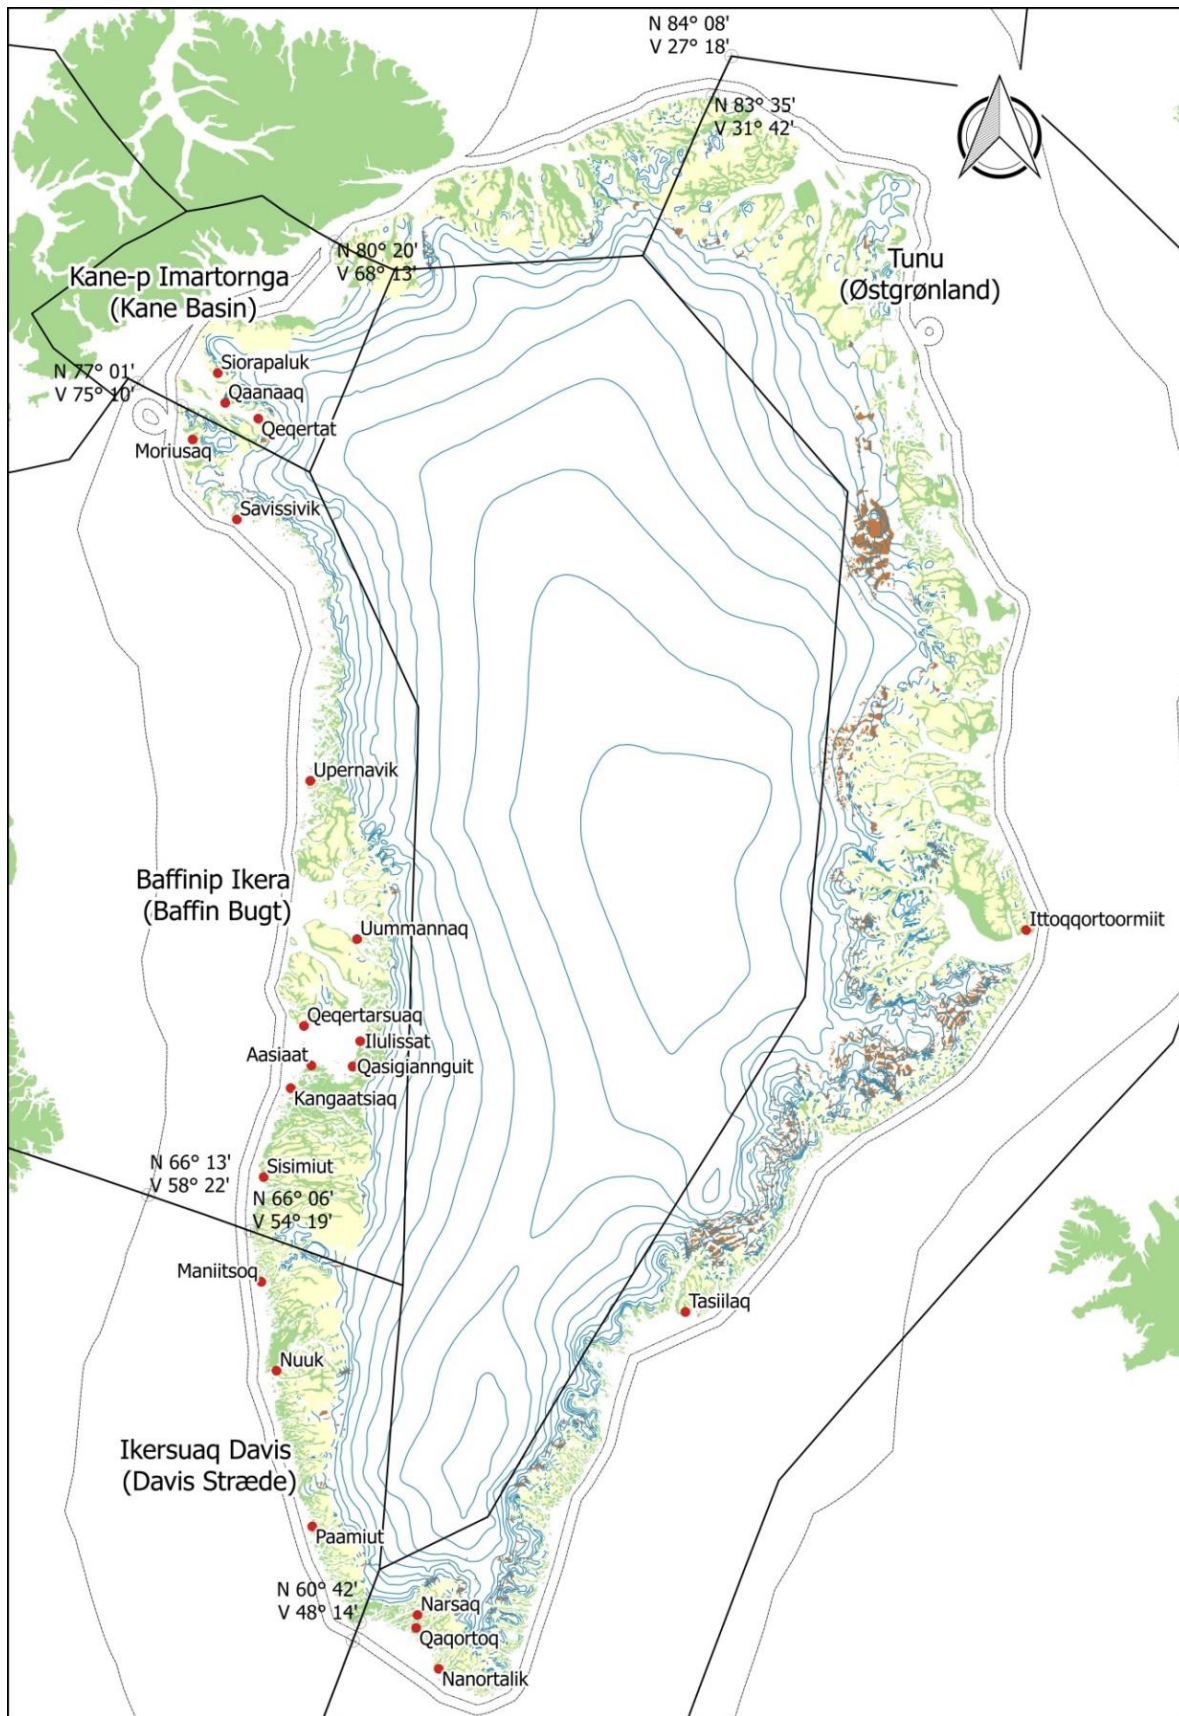 N 84° 08'
V 27° 18'
N 83° 35'
V 31° 42'
N 80° 20'
V 68° 13'
Tunu
(Østgrønland)
Kane-p Imartornga
(Kane Basin)
N 77° 01'
V 75° 10'
Siorapaluk
Qaanaaq
Qeqertat
Moriusaq
Savissivik
Upernavik
Baffinip Ikera
(Baffin Bugt)
Uummannaq
Ittoqqortoormiit
Qeqertarsuaq
Ilulissat
Aasiaat
Qasigiannguit
Kangaatsiaq
N 66° 13'
V 58° 22'
Sisimiut
N 66° 06'
V 54° 19'
Maniitsoq
Tasiilaq
Nuuk
Ikersuaq Davis
(Davis Stræde)
Paamiut
N 60° 42'
V 48° 14'
Narsaq
Qaqortoq
Nanortalik